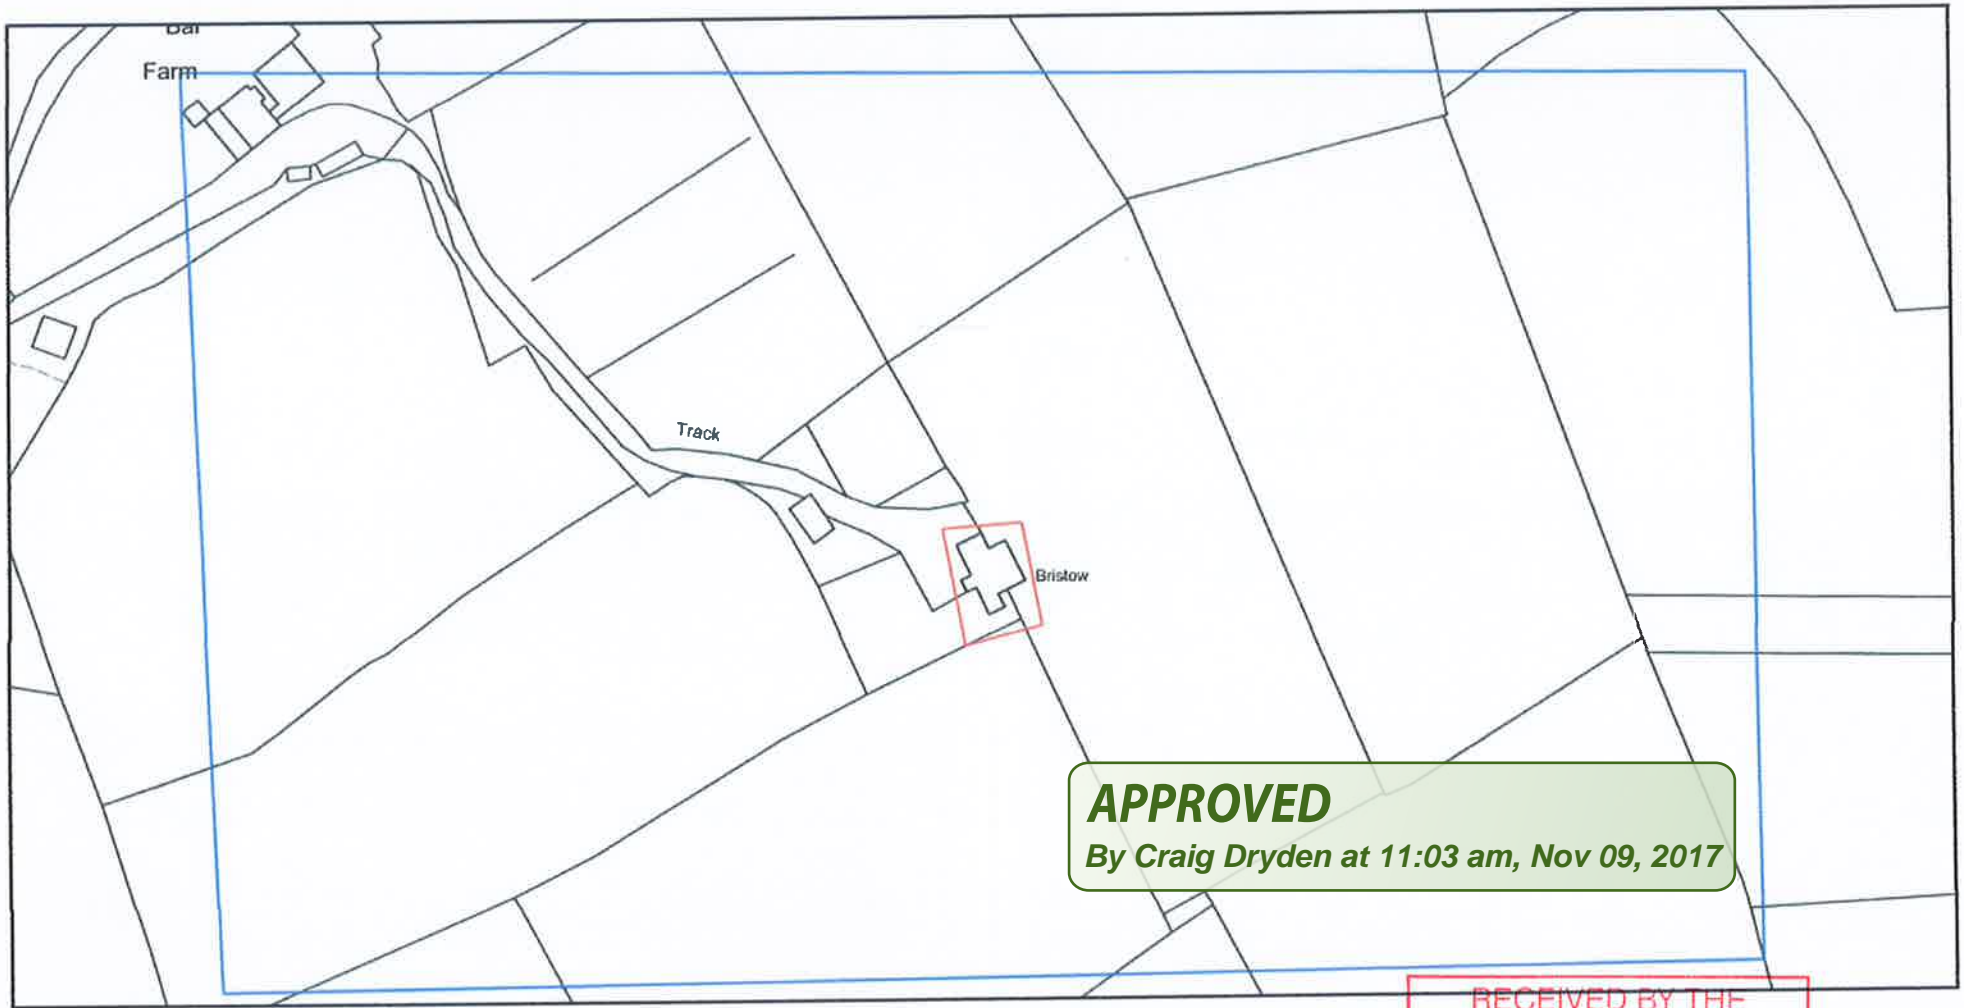 Farm
Track
Bristow
APPROVED
By Craig Dryden at 11:03 am, Nov 09, 2017
RECEIVED BY THE